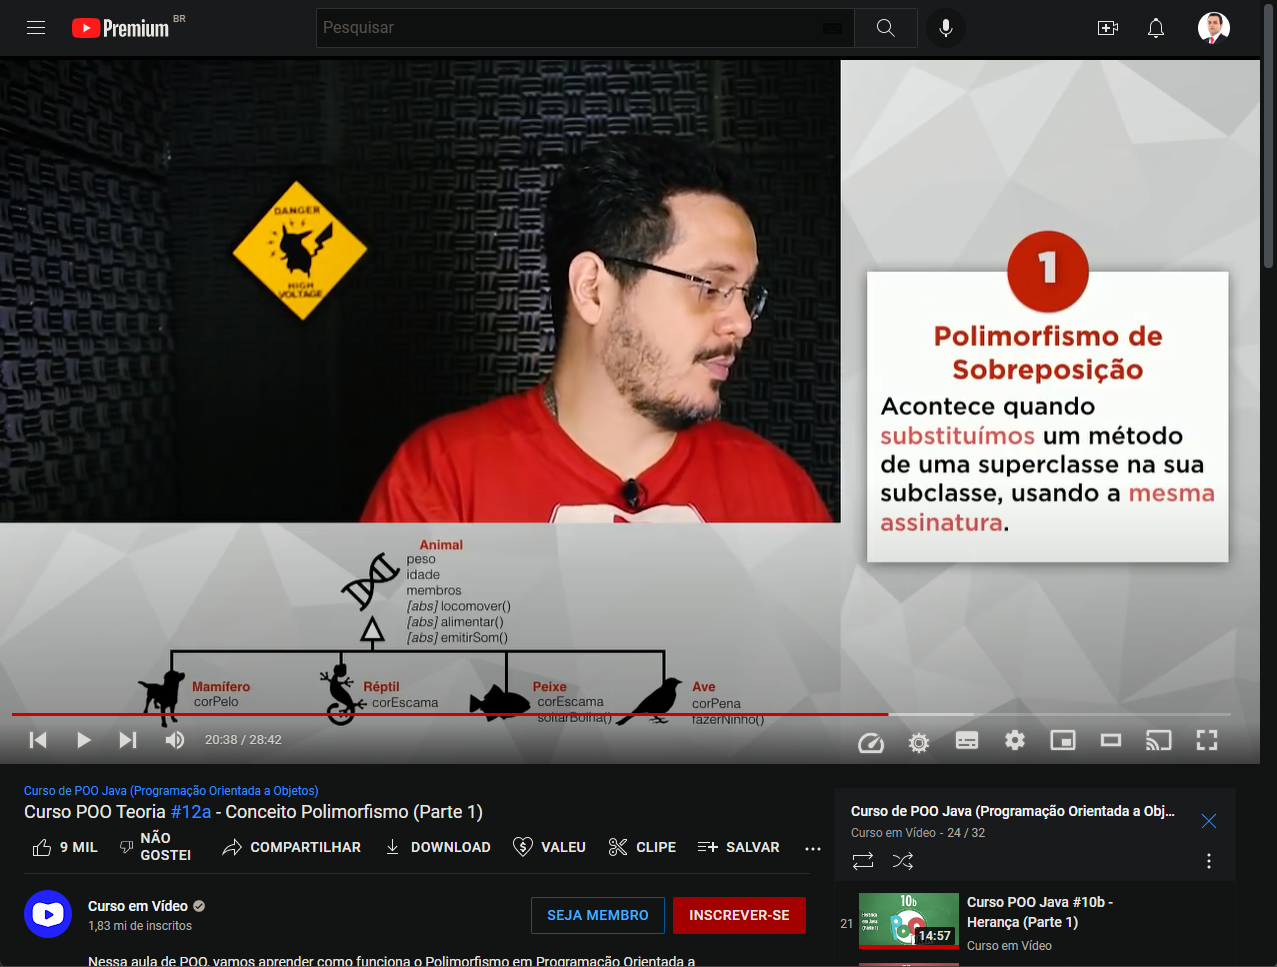 Premium BR
Pesquisar
DANGER
HIGH
VOLTAGE
1
Polimorfismo de
Sobreposição
Acontece quando
substituímos um método
de uma superclasse na sua
subclasse, usando a mesma
assinatura.
Animal
peso
idade
membros
[abs] locomover()
[abs] alimentar()
[abs] emitirSom()
Mamífero
corPelo
Réptil
corEscama
Peixe
corEscama
soltarBolha()
Ave
corPena
fazerNinho()
20:38 / 28:42
Curso de POO Java (Programação Orientada a Objetos)
Curso POO Teoria #12a - Conceito Polimorfismo (Parte 1)
9 MIL
NÃO
GOSTEI
COMPARTILHAR
DOWNLOAD
VALEU
CLIPE
SALVAR
Curso em Vídeo
1,83 mi de inscritos
SEJA MEMBRO
INSCREVER-SE
Nessa aula de POO, vamos aprender como funciona o Polimorfismo em Programação Orientada a
Curso de POO Java (Programação Orientada a Obj...
Curso em Vídeo - 24 / 32
21
10b
Herança
em Java
(Parte 1)
14:57
Curso POO Java #10b -
Herança (Parte 1)
Curso em Vídeo